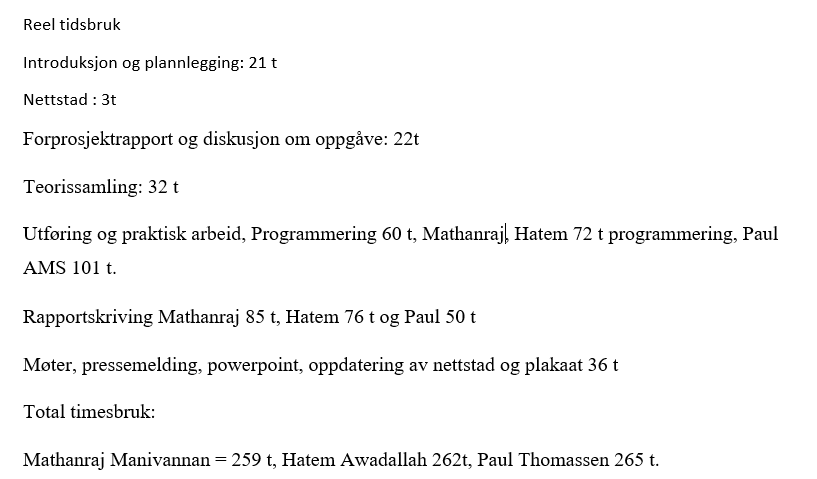 Reel tidsbruk
Introduksjon og plannlegging: 21 t
Nettstad : 3t
Forprosjektrapport og diskusjon om oppgåve: 22t
Teorissamling: 32 t
Utføring og praktisk arbeid, Programmering 60 t, Mathanraj, Hatem 72 t programmering, Paul
AMS 101 t.
Rapportskriving Mathanraj 85 t, Hatem 76 t og Paul 50 t
Møter, pressemelding, powerpoint, oppdatering av nettstad og plakaat 36 t
Total timesbruk:
Mathanraj Manivannan = 259 t, Hatem Awadallah 262t, Paul Thomassen 265 t.